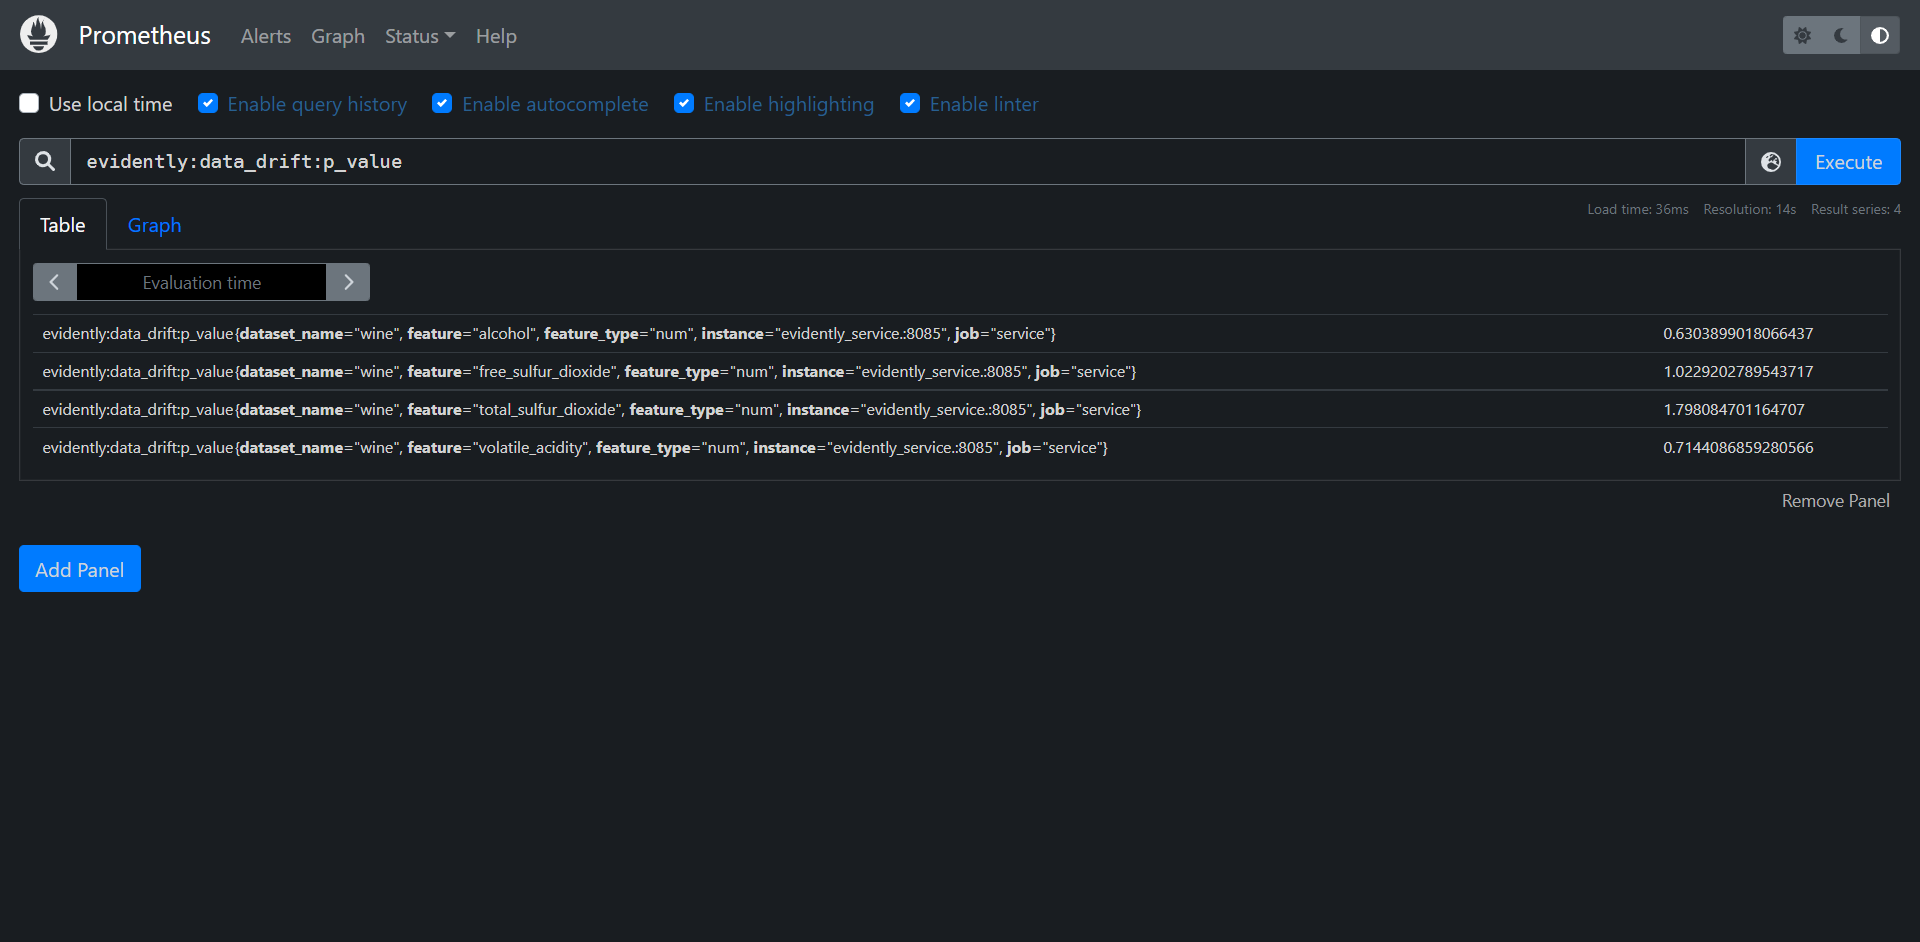 Prometheus Alerts Graph Status Help
Use local time Enable query history Enable autocomplete Enable highlighting Enable linter
evidently:data_drift:p_value Execute
Table Graph Load time: 36ms Resolution: 14s Result series: 4
Evaluation time
evidently:data_drift:p_value{dataset_name="wine", feature="alcohol", feature_type="num", instance="evidently_service.:8085", job="service"} 0.6303899018066437
evidently:data_drift:p_value{dataset_name="wine", feature="free_sulfur_dioxide", feature_type="num", instance="evidently_service.:8085", job="service"} 1.0229202789543717
evidently:data_drift:p_value{dataset_name="wine", feature="total_sulfur_dioxide", feature_type="num", instance="evidently_service.:8085", job="service"} 1.798084701164707
evidently:data_drift:p_value{dataset_name="wine", feature="volatile_acidity", feature_type="num", instance="evidently_service.:8085", job="service"} 0.7144086859280566
Remove Panel
Add Panel